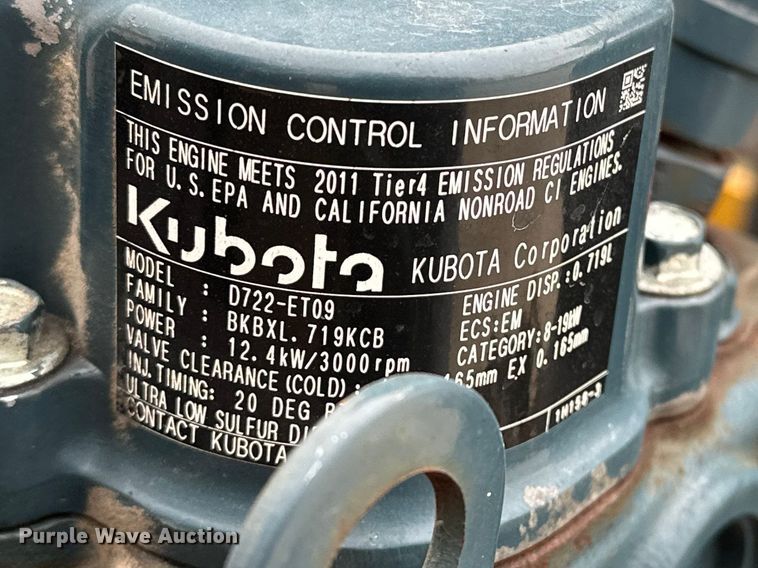 EMISSION CONTROL INFORMATION
THIS ENGINE MEETS 2011 Tier4 EMISSION REGULATIONS
FOR U.S.EPA AND CALIFORNIA NONROAD CI ENGINES.
Kubota KUBOTA Corporation
MODEL : D722-ET09 ENGINE DISP.:0.719L
FAMILY : BKBXL.719KCB ECS:EM
POWER : 12.4kW/3000rpm CATEGORY:8-19kW
VALVE CLEARANCE(COLD): 65mm EX 0.165mm
INJ.TIMING: 20 DEG
ULTRA LOW SULFUR
CONTACT KUBOTA
Purple Wave Auction